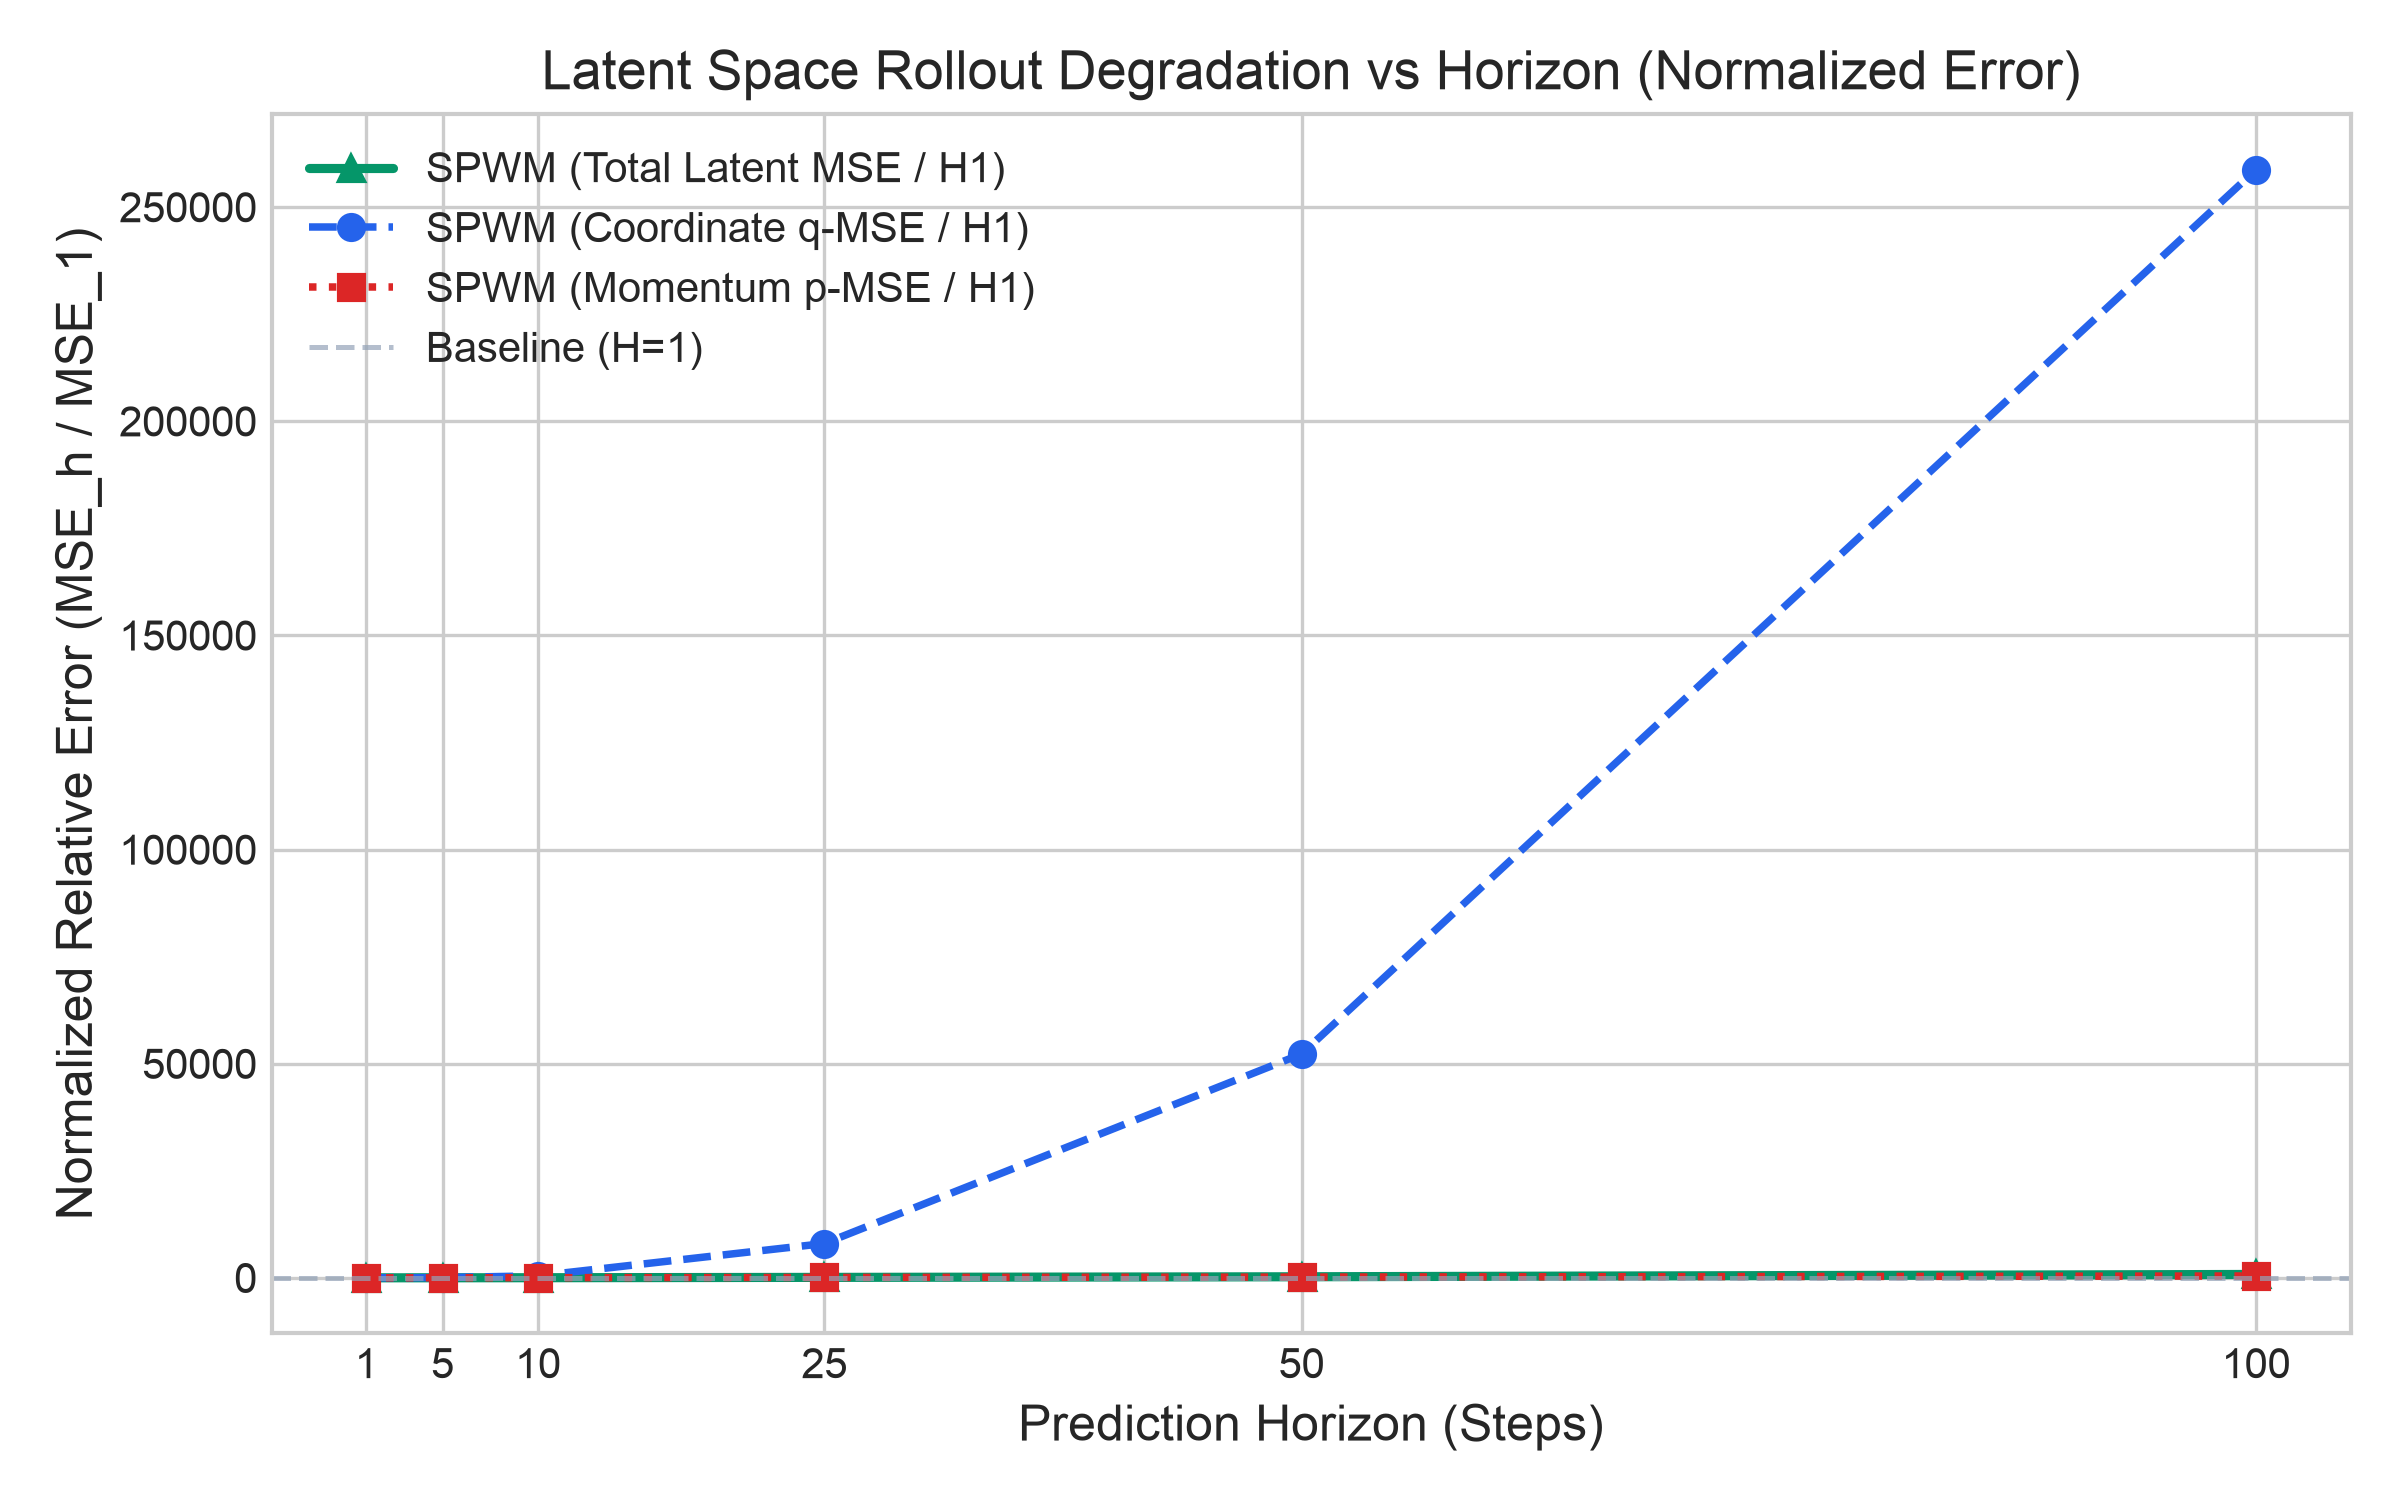 Latent Space Rollout Degradation vs Horizon (Normalized Error)
SPWM (Total Latent MSE / H1)
SPWM (Coordinate q-MSE / H1)
SPWM (Momentum p-MSE / H1)
Baseline (H=1)
Normalized Relative Error (MSE_h / MSE_1)
250000
200000
150000
100000
50000
0
1 5 10 25 50 100
Prediction Horizon (Steps)